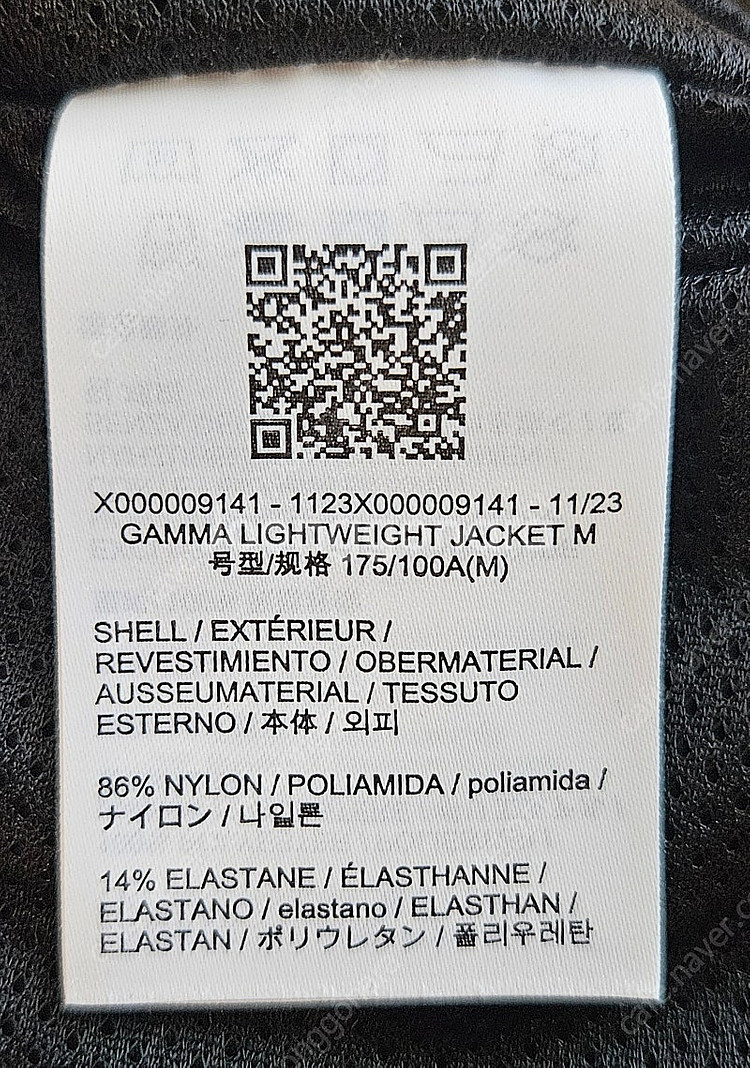 X000009141 - 1123X000009141 - 11/23
GAMMA LIGHTWEIGHT JACKET M
号型/规格 175/100A(M)
SHELL / EXTÉRIEUR /
REVESTIMIENTO / OBERMATERIAL /
AUSSEUMATERIAL / TESSUTO
ESTERNO / 本体 / 외피
86% NYLON / POLIAMIDA / poliamida /
ナイロン / 나일론
14% ELASTANE / ÉLASTHANNE /
ELASTANO / elastano / ELASTHAN /
ELASTAN / ポリウレタン / 폴리우레탄